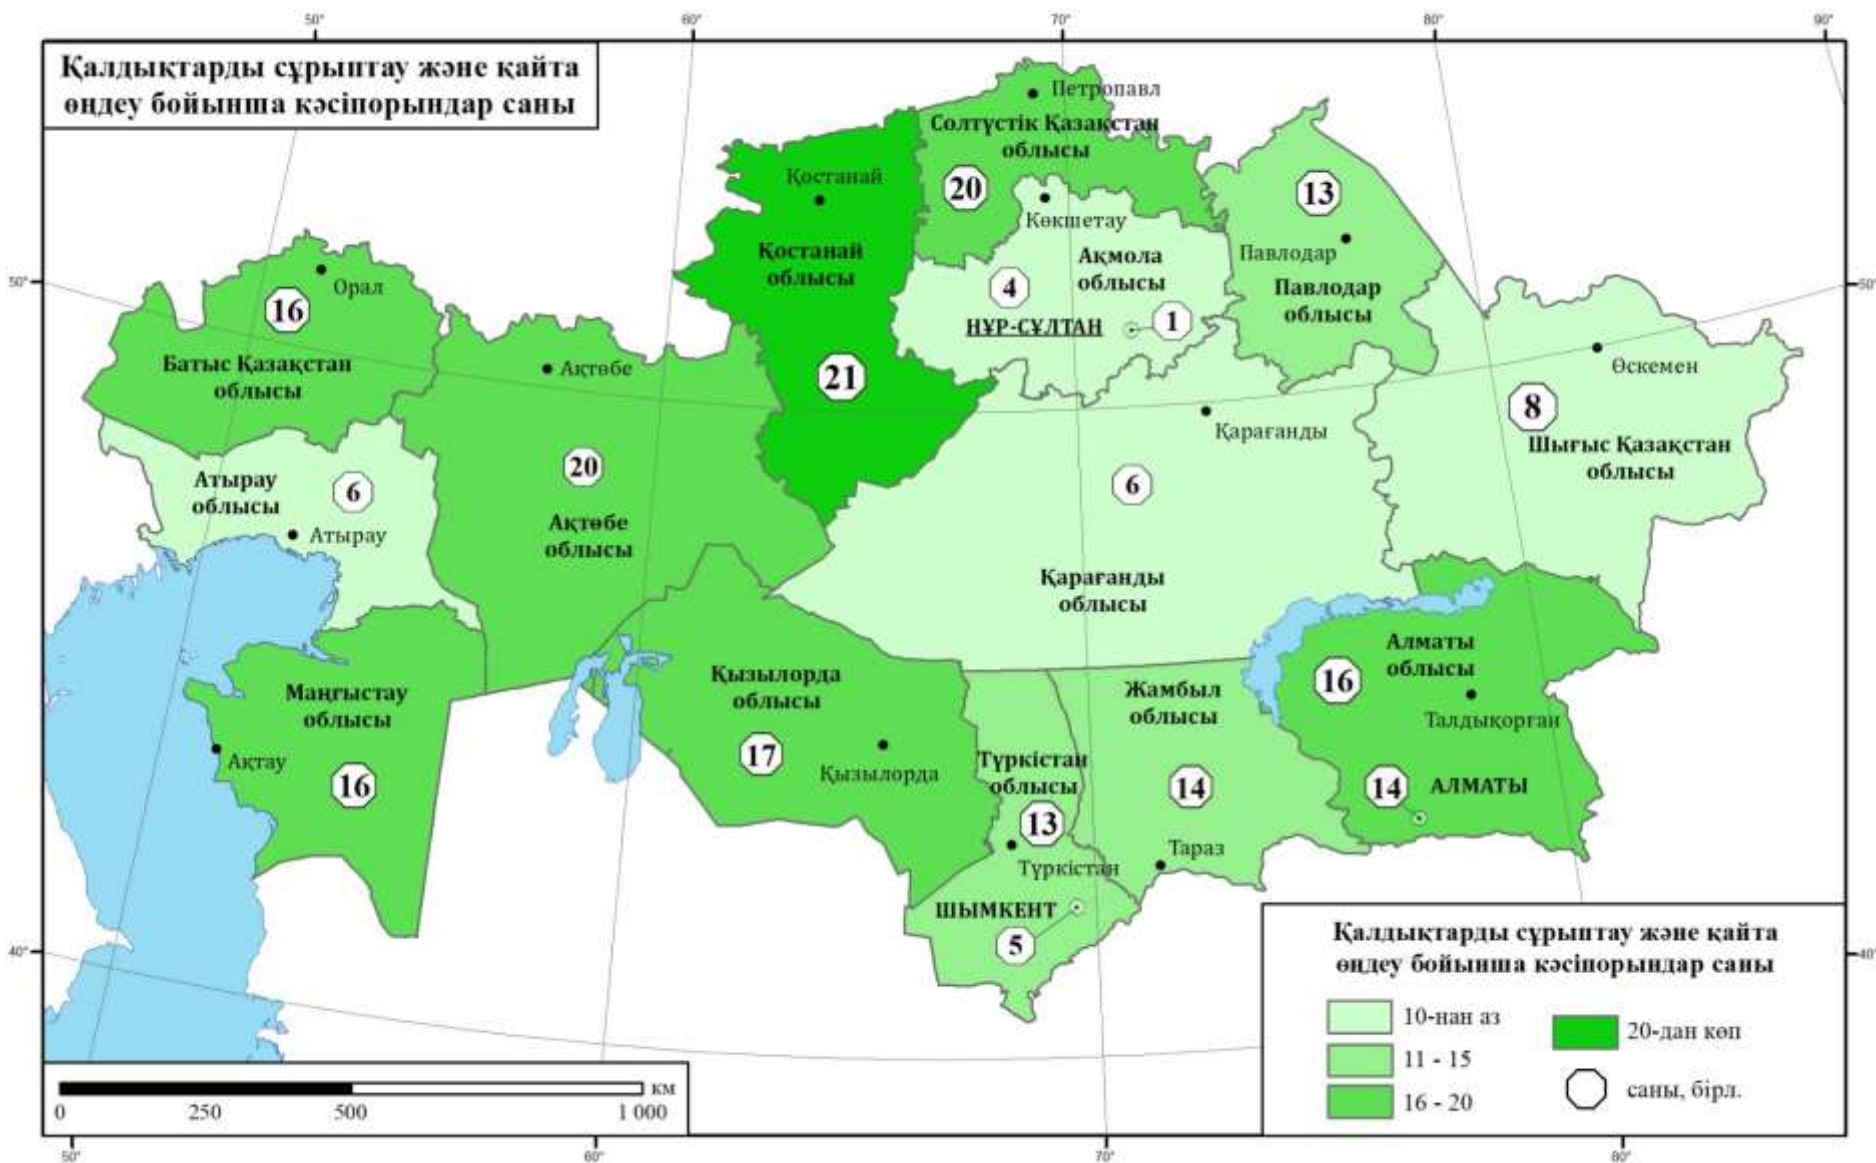 50°
60°
70°
80°
90°
Қалдықтарды сұрыптау және қайта
өңдеу бойынша кәсіпорындар саны
Петропавл
Солтүстік Қазақстан
облысы
20
Қостанай
Қостанай
облысы
21
Көкшетау
Ақмола
облысы
4
НҰР-СҰЛТАН
1
13
Павлодар
Павлодар
облысы
50°
50°
Орал
16
Батыс Қазақстан
облысы
Ақтөбе
20
Ақтөбе
облысы
Өскемен
8
Шығыс Қазақстан
облысы
Қарағанды
6
Қарағанды
облысы
Атырау
облысы
6
Атырау
Маңғыстау
облысы
Ақтау
16
Қызылорда
облысы
17
Қызылорда
Түркістан
облысы
13
Түркістан
ШЫМКЕНТ
5
Жамбыл
облысы
14
Тараз
Алматы
облысы
16
Талдықорған
14
АЛМАТЫ
40°
40°
Қалдықтарды сұрыптау және қайта
өңдеу бойынша кәсіпорындар саны
10-нан аз
11 - 15
16 - 20
20-дан көп
саны, бірл.
км
0 250 500 1 000
50°
60°
70°
80°